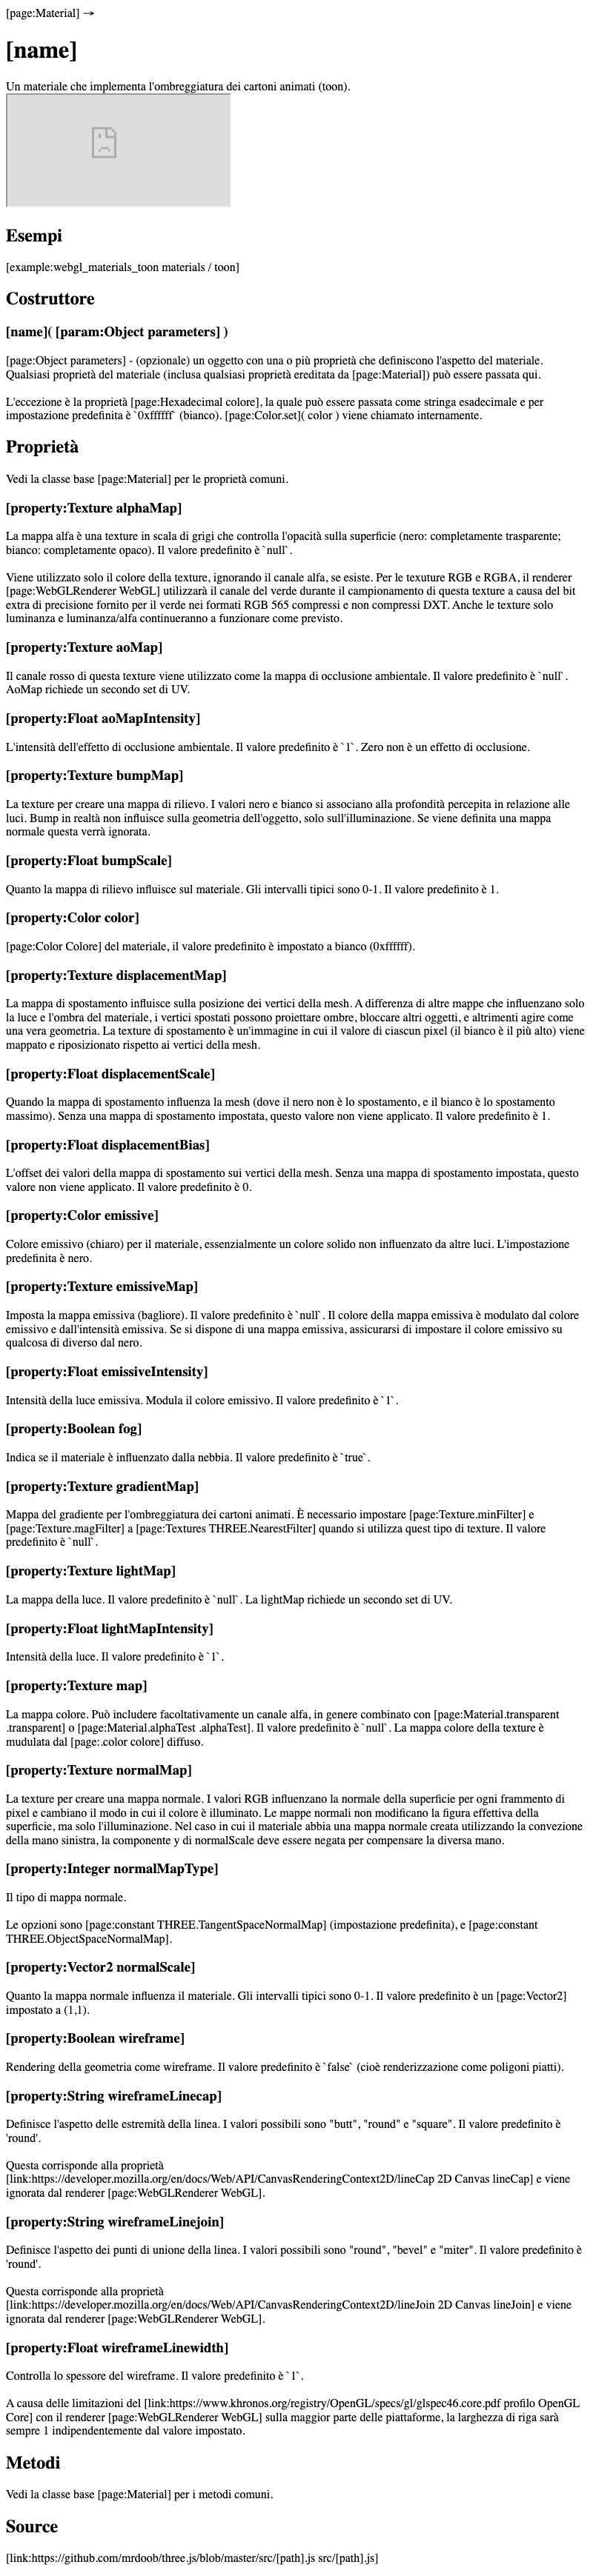 [page:Material] →
[name]
Un materiale che implementa l'ombreggiatura dei cartoni animati (toon).
Esempi
[example:webgl_materials_toon materials / toon]
Costruttore
[name]( [param:Object parameters] )
[page:Object parameters] - (opzionale) un oggetto con una o più proprietà che definiscono l'aspetto del materiale.
Qualsiasi proprietà del materiale (inclusa qualsiasi proprietà ereditata da [page:Material]) può essere passata qui.
L'eccezione è la proprietà [page:Hexadecimal colore], la quale può essere passata come stringa esadecimale e per
impostazione predefinita è `0xffffff` (bianco). [page:Color.set]( color ) viene chiamato internamente.
Proprietà
Vedi la classe base [page:Material] per le proprietà comuni.
[property:Texture alphaMap]
La mappa alfa è una texture in scala di grigi che controlla l'opacità sulla superficie (nero: completamente trasparente;
bianco: completamente opaco). Il valore predefinito è `null`.
Viene utilizzato solo il colore della texture, ignorando il canale alfa, se esiste. Per le texuture RGB e RGBA, il renderer
[page:WebGLRenderer WebGL] utilizzarà il canale del verde durante il campionamento di questa texture a causa del bit
extra di precisione fornito per il verde nei formati RGB 565 compressi e non compressi DXT. Anche le texture solo
luminanza e luminanza/alfa continueranno a funzionare come previsto.
[property:Texture aoMap]
Il canale rosso di questa texture viene utilizzato come la mappa di occlusione ambientale. Il valore predefinito è `null`.
AoMap richiede un secondo set di UV.
[property:Float aoMapIntensity]
L'intensità dell'effetto di occlusione ambientale. Il valore predefinito è `1`. Zero non è un effetto di occlusione.
[property:Texture bumpMap]
La texture per creare una mappa di rilievo. I valori nero e bianco si associano alla profondità percepita in relazione alle
luci. Bump in realtà non influisce sulla geometria dell'oggetto, solo sull'illuminazione. Se viene definita una mappa
normale questa verrà ignorata.
[property:Float bumpScale]
Quanto la mappa di rilievo influisce sul materiale. Gli intervalli tipici sono 0-1. Il valore predefinito è 1.
[property:Color color]
[page:Color Colore] del materiale, il valore predefinito è impostato a bianco (0xffffff).
[property:Texture displacementMap]
La mappa di spostamento influisce sulla posizione dei vertici della mesh. A differenza di altre mappe che influenzano solo
la luce e l'ombra del materiale, i vertici spostati possono proiettare ombre, bloccare altri oggetti, e altrimenti agire come
una vera geometria. La texture di spostamento è un'immagine in cui il valore di ciascun pixel (il bianco è il più alto) viene
mappato e riposizionato rispetto ai vertici della mesh.
[property:Float displacementScale]
Quando la mappa di spostamento influenza la mesh (dove il nero non è lo spostamento, e il bianco è lo spostamento
massimo). Senza una mappa di spostamento impostata, questo valore non viene applicato. Il valore predefinito è 1.
[property:Float displacementBias]
L'offset dei valori della mappa di spostamento sui vertici della mesh. Senza una mappa di spostamento impostata, questo
valore non viene applicato. Il valore predefinito è 0.
[property:Color emissive]
Colore emissivo (chiaro) per il materiale, essenzialmente un colore solido non influenzato da altre luci. L'impostazione
predefinita è nero.
[property:Texture emissiveMap]
Imposta la mappa emissiva (bagliore). Il valore predefinito è `null`. Il colore della mappa emissiva è modulato dal colore
emissivo e dall'intensità emissiva. Se si dispone di una mappa emissiva, assicurarsi di impostare il colore emissivo su
qualcosa di diverso dal nero.
[property:Float emissiveIntensity]
Intensità della luce emissiva. Modula il colore emissivo. Il valore predefinito è `1`.
[property:Boolean fog]
Indica se il materiale è influenzato dalla nebbia. Il valore predefinito è `true`.
[property:Texture gradientMap]
Mappa del gradiente per l'ombreggiatura dei cartoni animati. È necessario impostare [page:Texture.minFilter] e
[page:Texture.magFilter] a [page:Textures THREE.NearestFilter] quando si utilizza quest tipo di texture. Il valore
predefinito è `null`.
[property:Texture lightMap]
La mappa della luce. Il valore predefinito è `null`. La lightMap richiede un secondo set di UV.
[property:Float lightMapIntensity]
Intensità della luce. Il valore predefinito è `1`.
[property:Texture map]
La mappa colore. Può includere facoltativamente un canale alfa, in genere combinato con [page:Material.transparent
.transparent] o [page:Material.alphaTest .alphaTest]. Il valore predefinito è `null`. La mappa colore della texture è
mudulata dal [page:.color colore] diffuso.
[property:Texture normalMap]
La texture per creare una mappa normale. I valori RGB influenzano la normale della superficie per ogni frammento di
pixel e cambiano il modo in cui il colore è illuminato. Le mappe normali non modificano la figura effettiva della
superficie, ma solo l'illuminazione. Nel caso in cui il materiale abbia una mappa normale creata utilizzando la convezione
della mano sinistra, la componente y di normalScale deve essere negata per compensare la diversa mano.
[property:Integer normalMapType]
Il tipo di mappa normale.
Le opzioni sono [page:constant THREE.TangentSpaceNormalMap] (impostazione predefinita), e [page:constant
THREE.ObjectSpaceNormalMap].
[property:Vector2 normalScale]
Quanto la mappa normale influenza il materiale. Gli intervalli tipici sono 0-1. Il valore predefinito è un [page:Vector2]
impostato a (1,1).
[property:Boolean wireframe]
Rendering della geometria come wireframe. Il valore predefinito è `false` (cioè renderizzazione come poligoni piatti).
[property:String wireframeLinecap]
Definisce l'aspetto delle estremità della linea. I valori possibili sono "butt", "round" e "square". Il valore predefinito è
'round'.
Questa corrisponde alla proprietà
[link:https://developer.mozilla.org/en/docs/Web/API/CanvasRenderingContext2D/lineCap 2D Canvas lineCap] e viene
ignorata dal renderer [page:WebGLRenderer WebGL].
[property:String wireframeLinejoin]
Definisce l'aspetto dei punti di unione della linea. I valori possibili sono "round", "bevel" e "miter". Il valore predefinito è
'round'.
Questa corrisponde alla proprietà
[link:https://developer.mozilla.org/en/docs/Web/API/CanvasRenderingContext2D/lineJoin 2D Canvas lineJoin] e viene
ignorata dal renderer [page:WebGLRenderer WebGL].
[property:Float wireframeLinewidth]
Controlla lo spessore del wireframe. Il valore predefinito è `1`.
A causa delle limitazioni del [link:https://www.khronos.org/registry/OpenGL/specs/gl/glspec46.core.pdf profilo OpenGL
Core] con il renderer [page:WebGLRenderer WebGL] sulla maggior parte delle piattaforme, la larghezza di riga sarà
sempre 1 indipendentemente dal valore impostato.
Metodi
Vedi la classe base [page:Material] per i metodi comuni.
Source
[link:https://github.com/mrdoob/three.js/blob/master/src/[path].js src/[path].js]